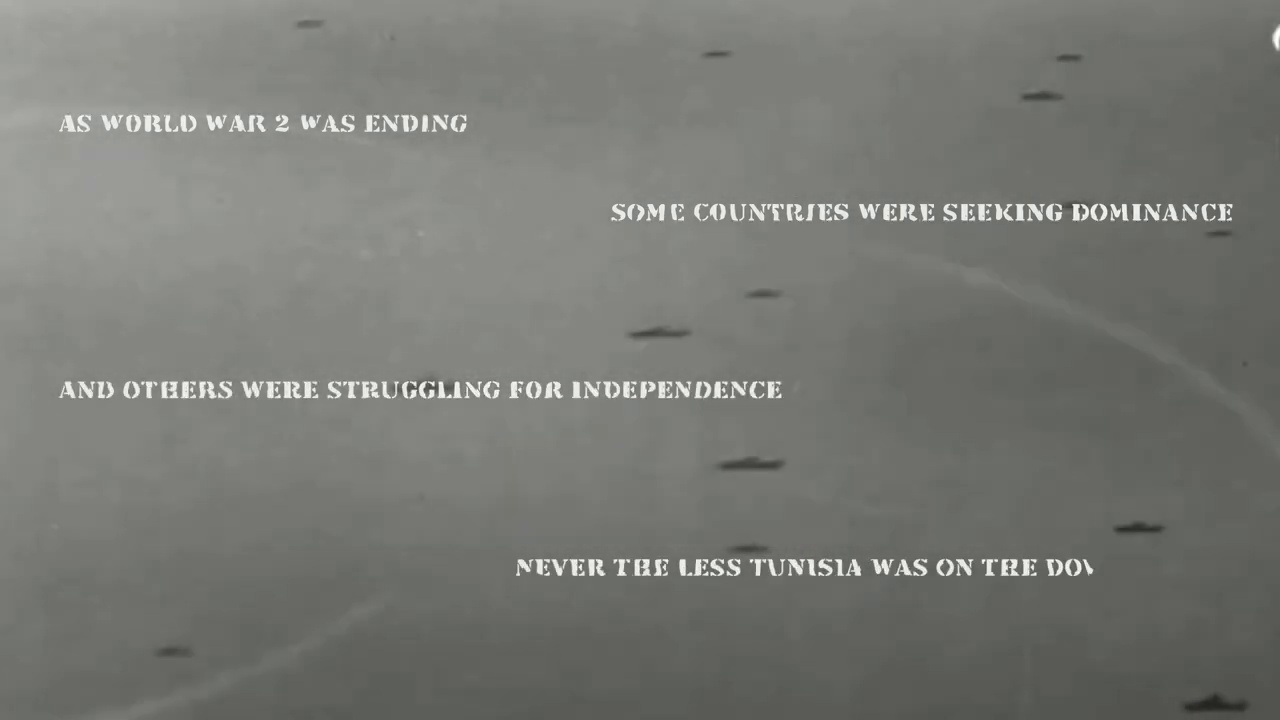 AS WORLD WAR 2 WAS ENDING
SOME COUNTRIES WERE SEEKING DOMINANCE
AND OTHERS WERE STRUGGLING FOR INDEPENDENCE
NEVER THE LESS TUNISIA WAS ON THE